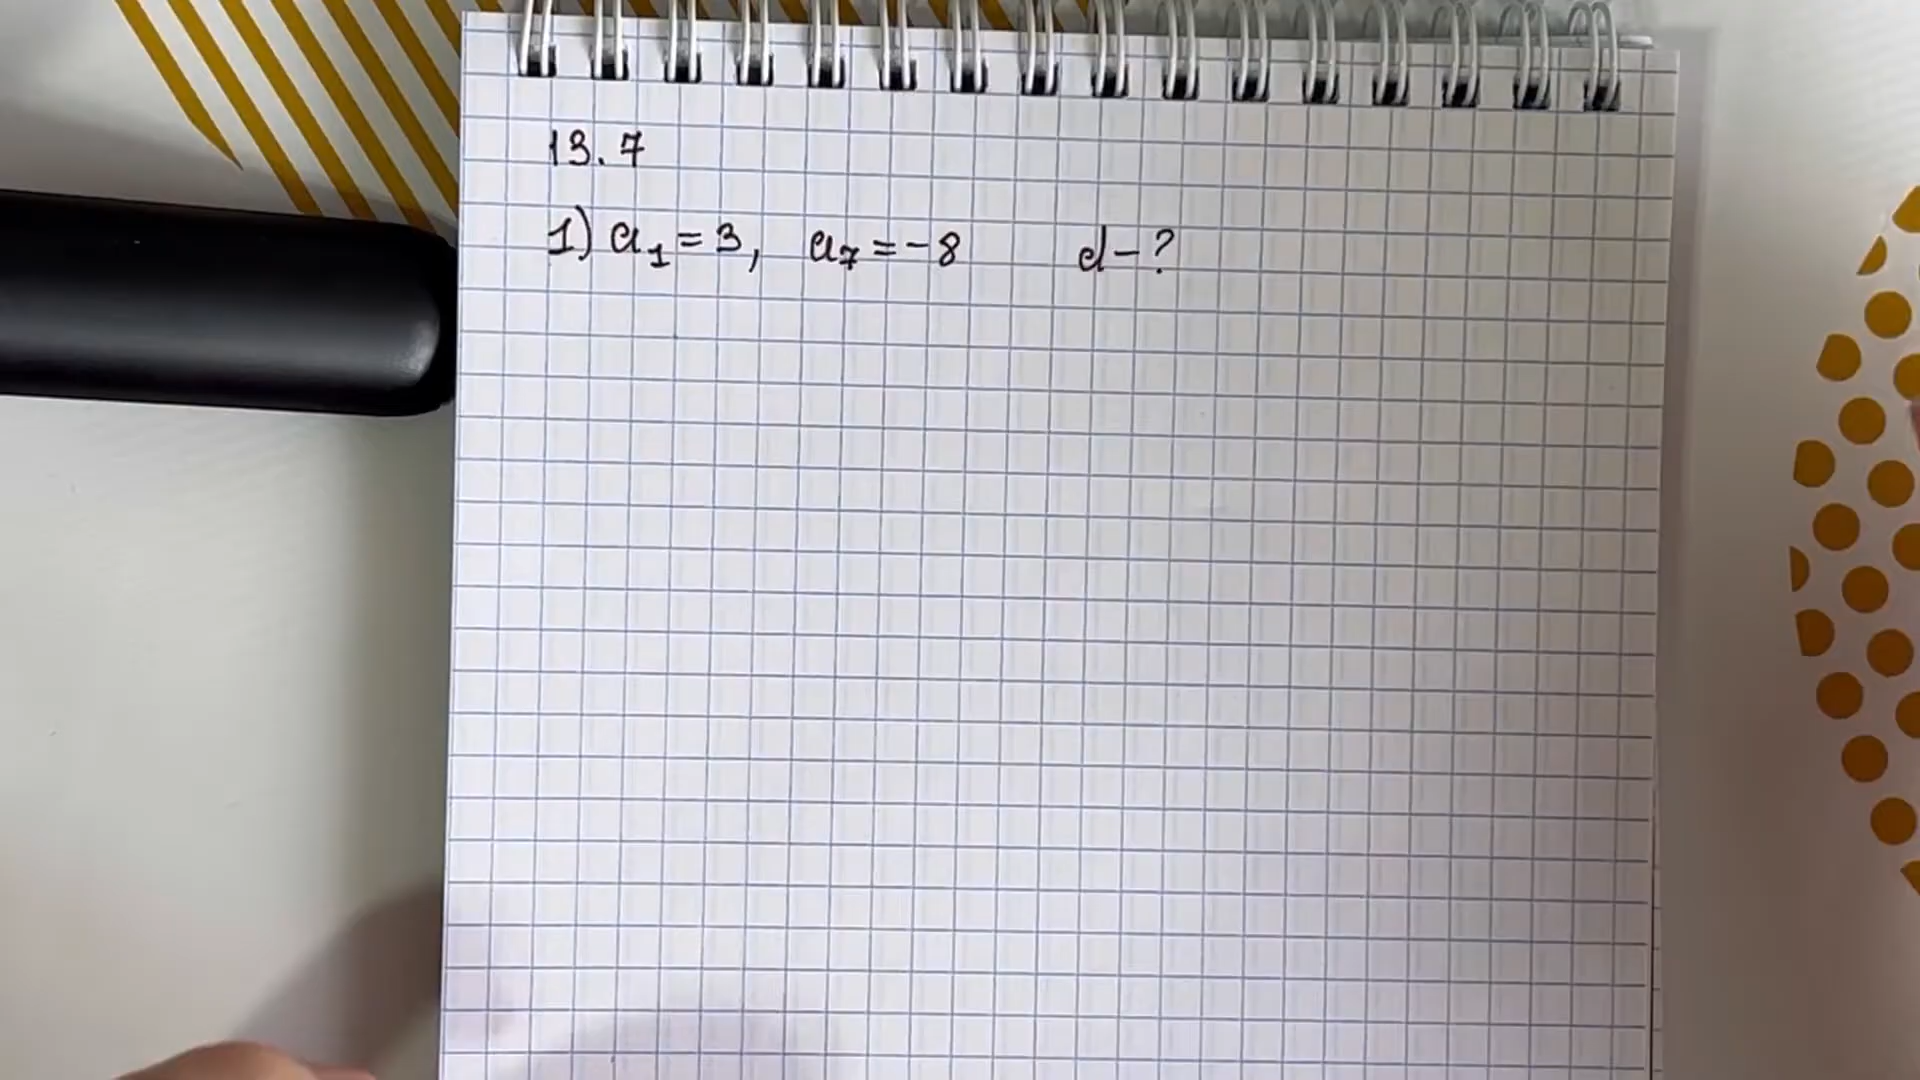 13.7
1) a₁ = 3, a₇ = -8 d - ?